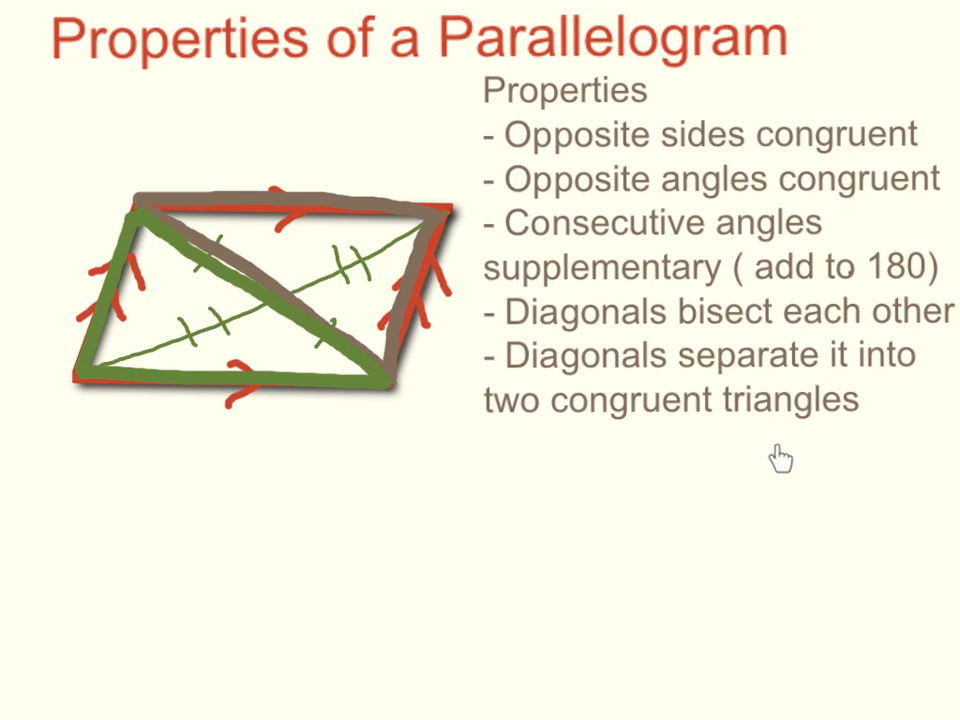 Properties of a Parallelogram
Properties
- Opposite sides congruent
- Opposite angles congruent
- Consecutive angles
supplementary ( add to 180)
- Diagonals bisect each other
- Diagonals separate it into
two congruent triangles